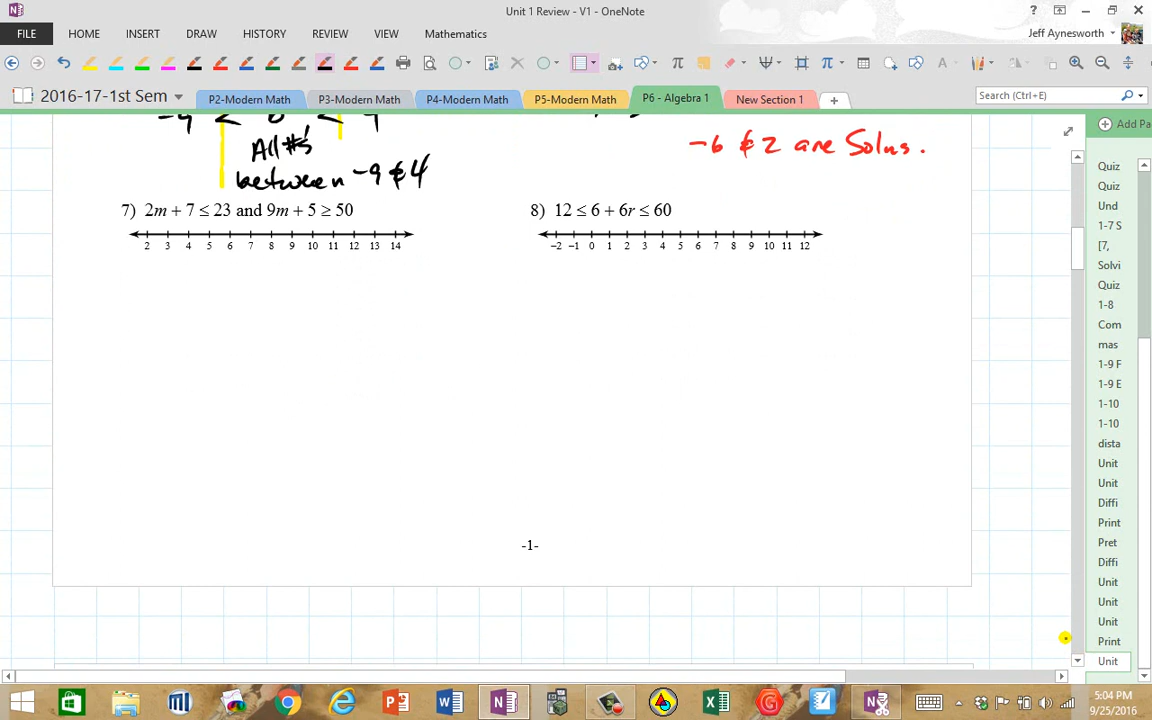 Unit 1 Review - V1 - OneNote
FILE HOME INSERT DRAW HISTORY REVIEW VIEW Mathematics
Jeff Aynesworth
2016-17-1st Sem
P2-Modern Math P3-Modern Math P4-Modern Math P5-Modern Math P6 - Algebra 1 New Section 1
Search (Ctrl+E)
Add Pa
-9 < < 4
All #s
between -9 & 4
-6 & 2 are Solns.
7) 2m + 7 ≤ 23 and 9m + 5 ≥ 50
2 3 4 5 6 7 8 9 10 11 12 13 14
8) 12 ≤ 6 + 6r ≤ 60
-2 -1 0 1 2 3 4 5 6 7 8 9 10 11 12
-1-
Quiz
Quiz
Und
1-7 S
[7,
Solvi
Quiz
1-8
Com
mas
1-9 F
1-9 E
1-10
1-10
dista
Unit
Unit
Diffi
Print
Pret
Diffi
Unit
Unit
Unit
Print
Unit
5:04 PM
9/25/2016